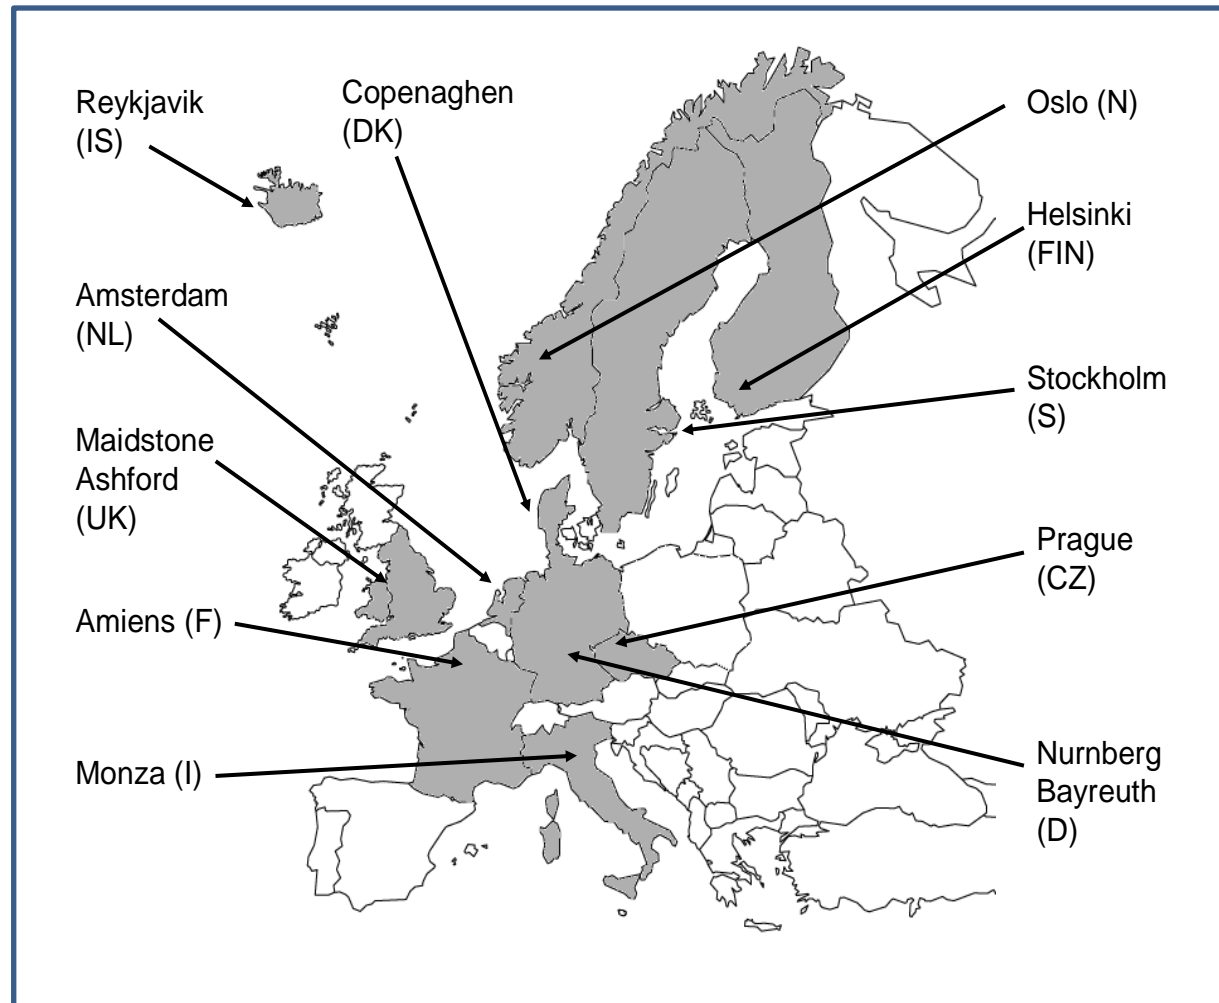 Reykjavik
(IS)
Copenaghen
(DK)
Oslo (N)
Helsinki
(FIN)
Amsterdam
(NL)
Stockholm
(S)
Maidstone
Ashford
(UK)
Prague
(CZ)
Amiens (F)
Monza (I)
Nurnberg
Bayreuth
(D)